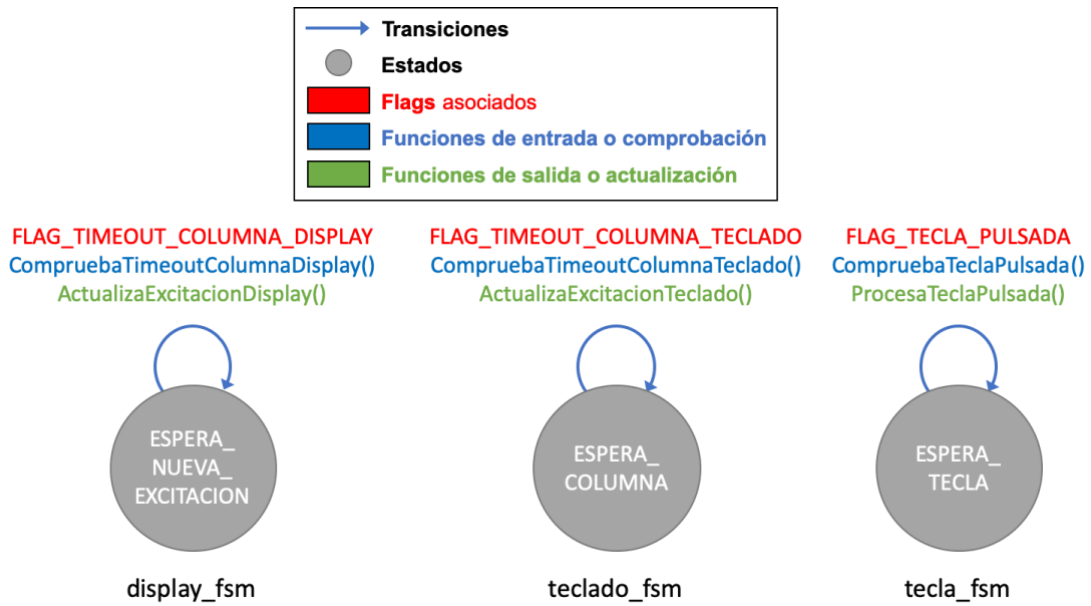 Transiciones
Estados
Flags asociados
Funciones de entrada o comprobación
Funciones de salida o actualización
FLAG_TIMEOUT_COLUMNA_DISPLAY
CompruebaTimeoutColumnaDisplay()
ActualizaExcitacionDisplay()
ESPERA_
NUEVA_
EXCITACION
display_fsm
FLAG_TIMEOUT_COLUMNA_TECLADO
CompruebaTimeoutColumnaTeclado()
ActualizaExcitacionTeclado()
ESPERA_
COLUMNA
teclado_fsm
FLAG_TECLA_PULSADA
CompruebaTeclaPulsada()
ProcesaTeclaPulsada()
ESPERA_
TECLA
tecla_fsm